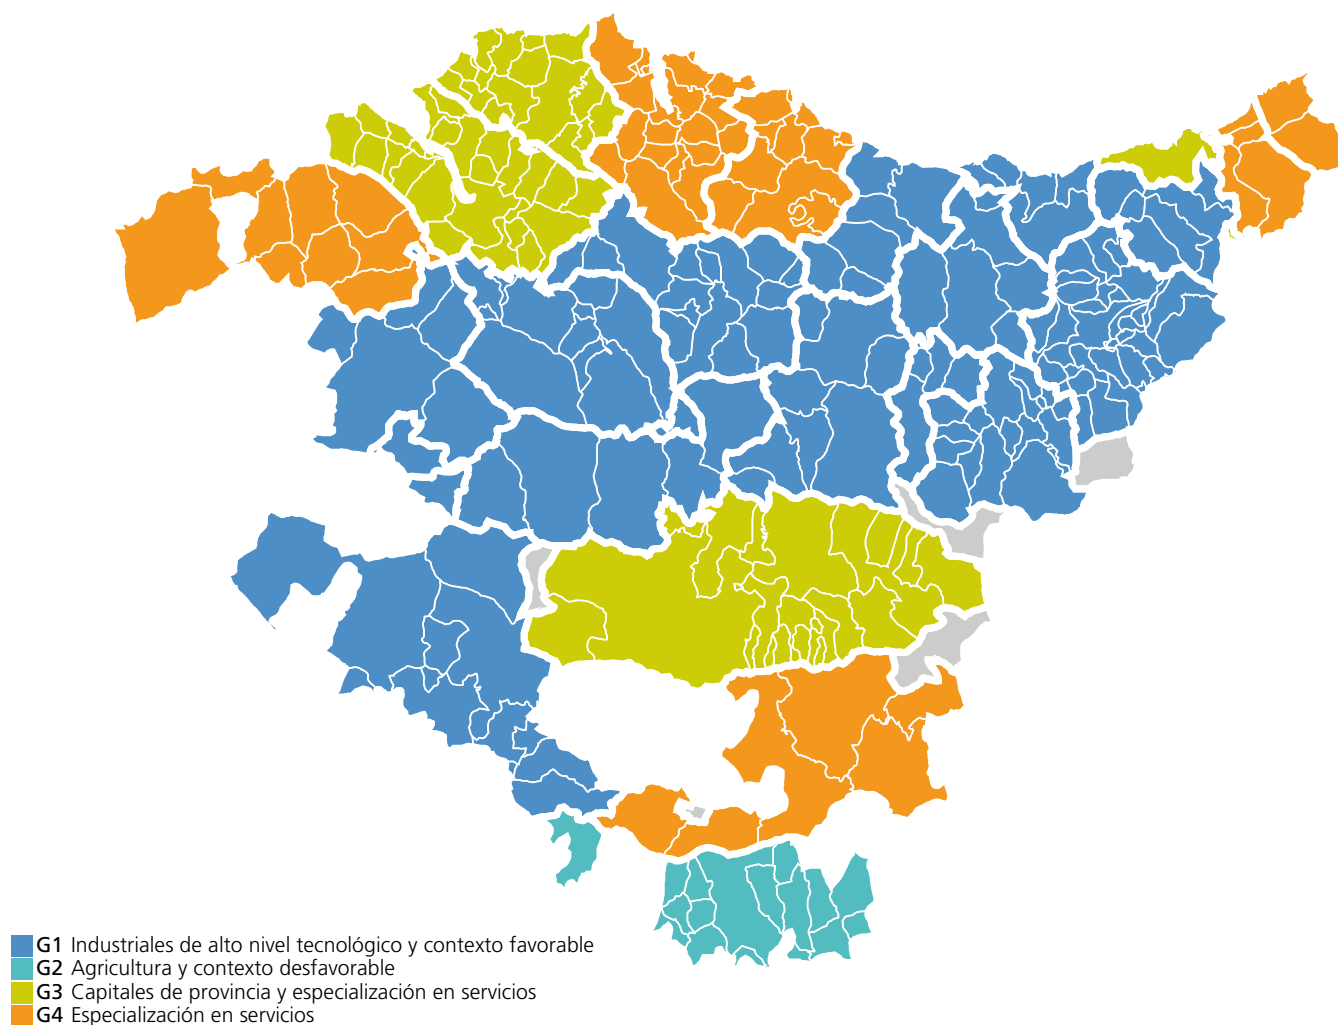 G1 Industriales de alto nivel tecnológico y contexto favorable
G2 Agricultura y contexto desfavorable
G3 Capitales de provincia y especialización en servicios
G4 Especialización en servicios